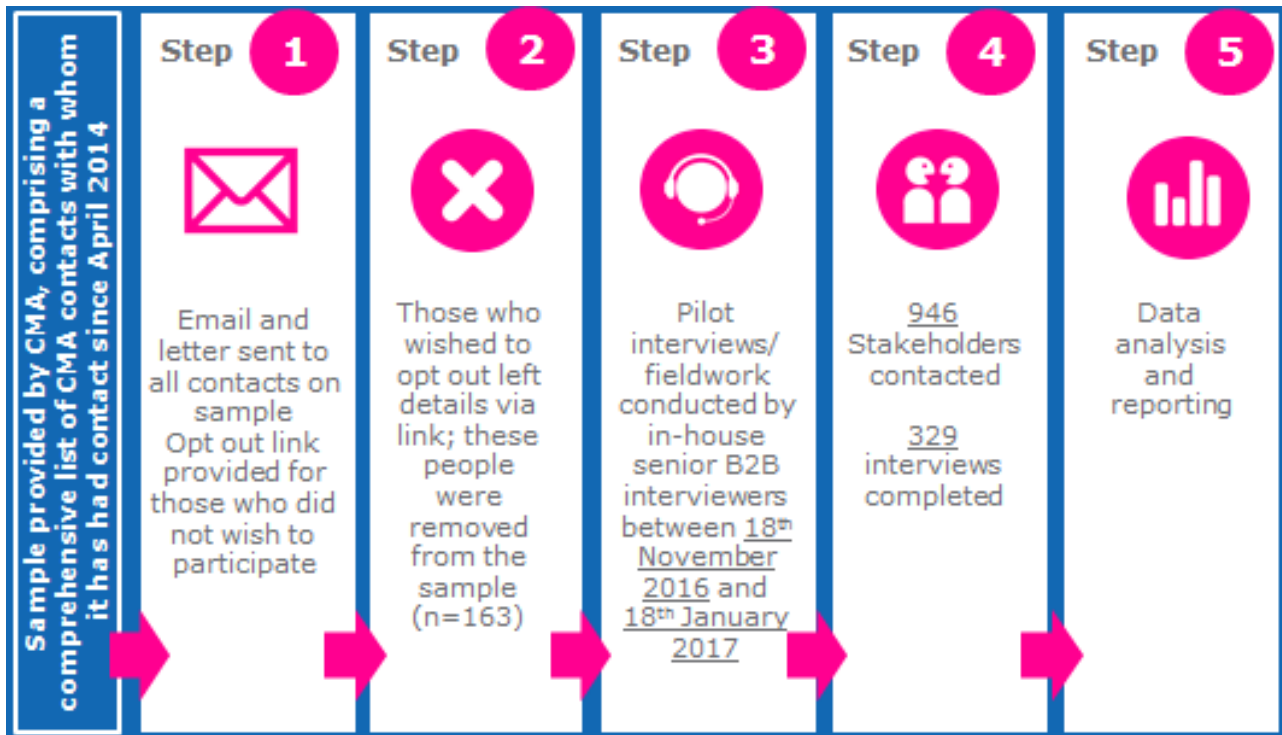 Sample provided by CMA, comprising a
comprehensive list of CMA contacts with whom
it has had contact since April 2014
Step 1
Email and
letter sent to
all contacts on
sample
Opt out link
provided for
those who did
not wish to
participate
Step 2
Those who
wished to
opt out left
details via
link; these
people
were
removed
from the
sample
(n=163)
Step 3
Pilot
interviews/
fieldwork
conducted by
in-house
senior B2B
interviewers
between 18th
November
2016 and
18th January
2017
Step 4
946
Stakeholders
contacted
329
interviews
completed
Step 5
Data
analysis
and
reporting